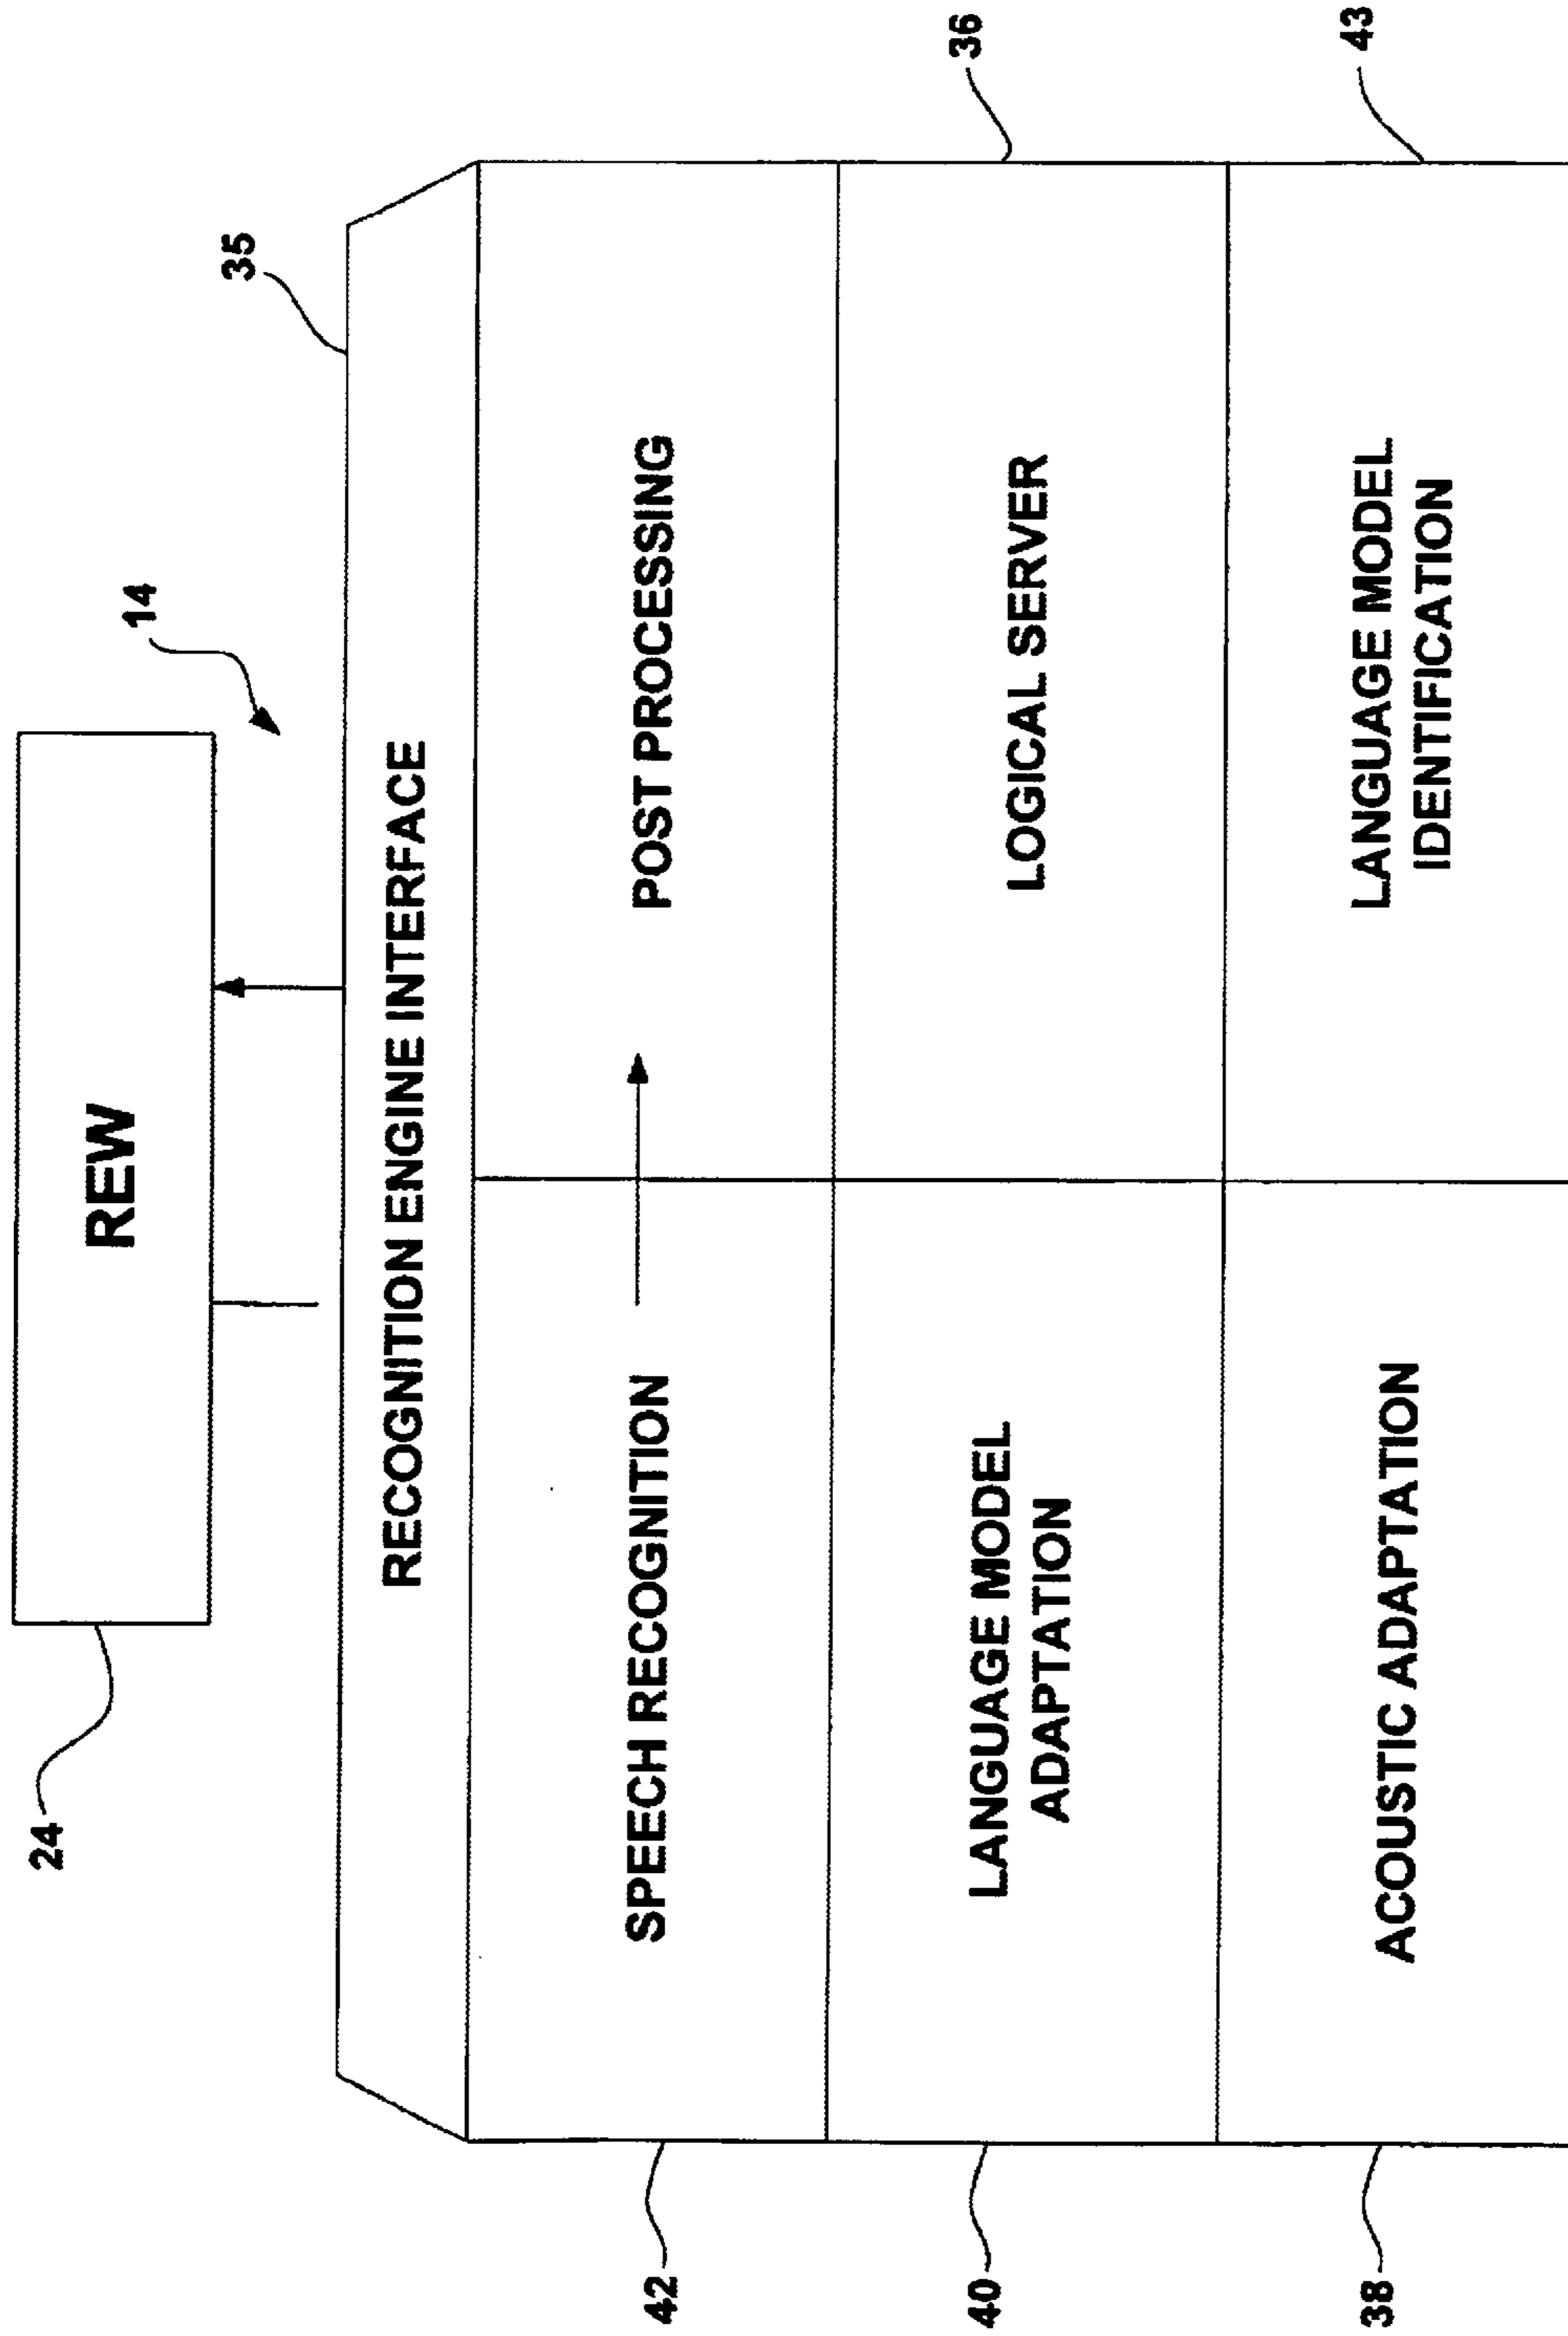 REW
24
14
35
RECOGNITION ENGINE INTERFACE
SPEECH RECOGNITION
POST PROCESSING
42
LANGUAGE MODEL
ADAPTATION
LOGICAL SERVER
40
36
ACOUSTIC ADAPTATION
LANGUAGE MODEL
IDENTIFICATION
38
43